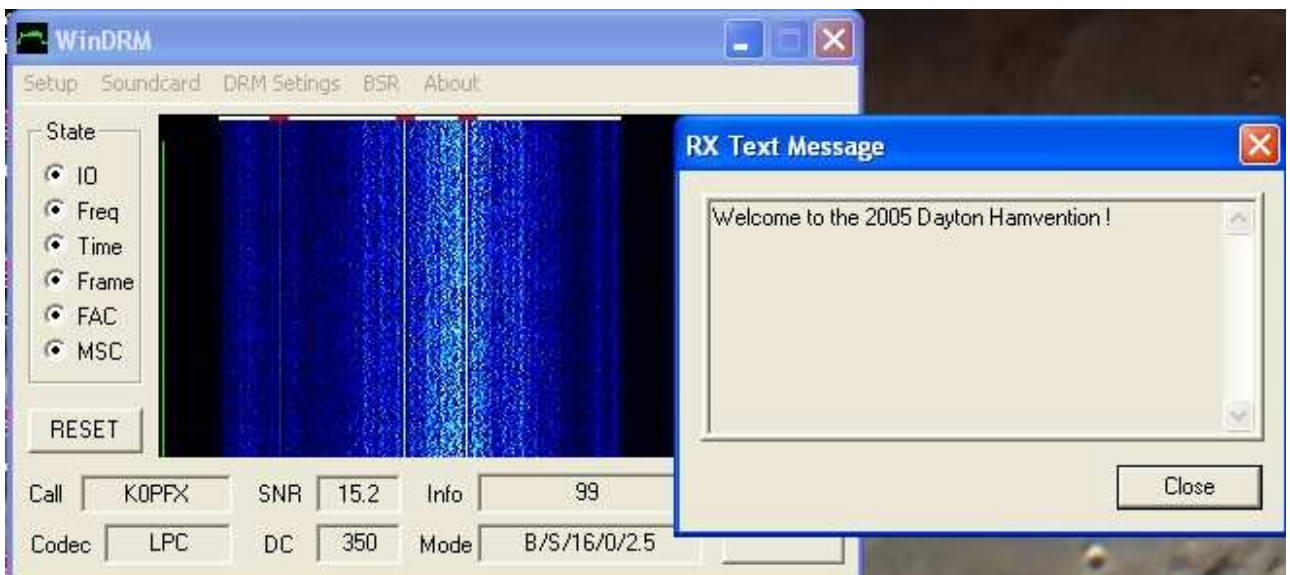 WinDRM
Setup Soundcard DRM Setings BSR About
State
IO
Freq
Time
Frame
FAC
MSC
RESET
Call K0PFX SNR 15.2 Info 99
Codec LPC DC 350 Mode B/S/16/0/2.5
RX Text Message
Welcome to the 2005 Dayton Hamvention !
Close